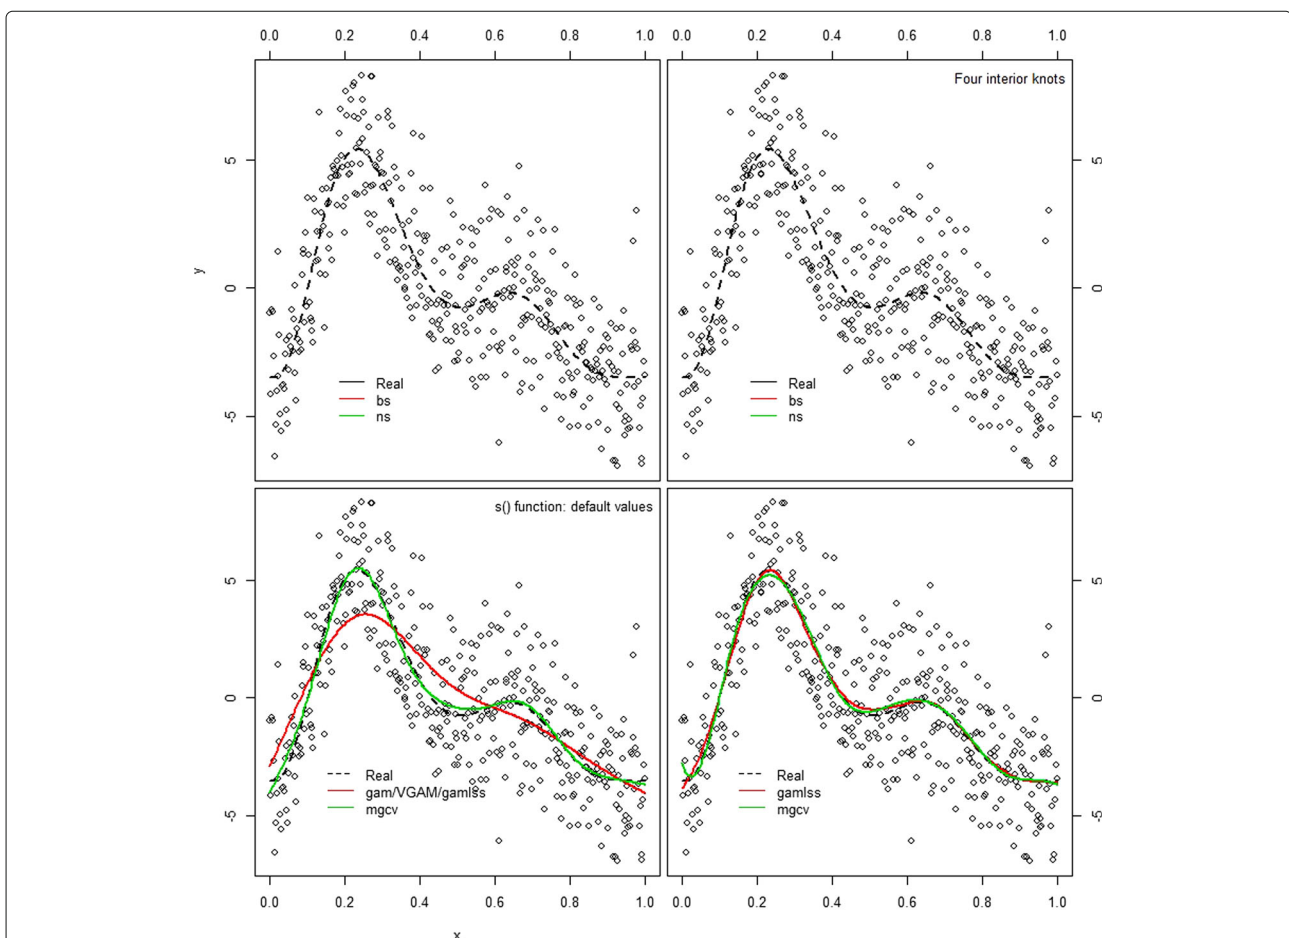 0.0 0.2 0.4 0.6 0.8 1.0 0.0 0.2 0.4 0.6 0.8 1.0
Four interior knots
5 5
y
0 0
Real Real
bs bs
ns ns
-5 -5
s() function: default values
5 5
0 0
Real Real
gam/VGAM/gamlss gamlss
mgcv mgcv
-5 -5
0.0 0.2 0.4 0.6 0.8 1.0 0.0 0.2 0.4 0.6 0.8 1.0
x